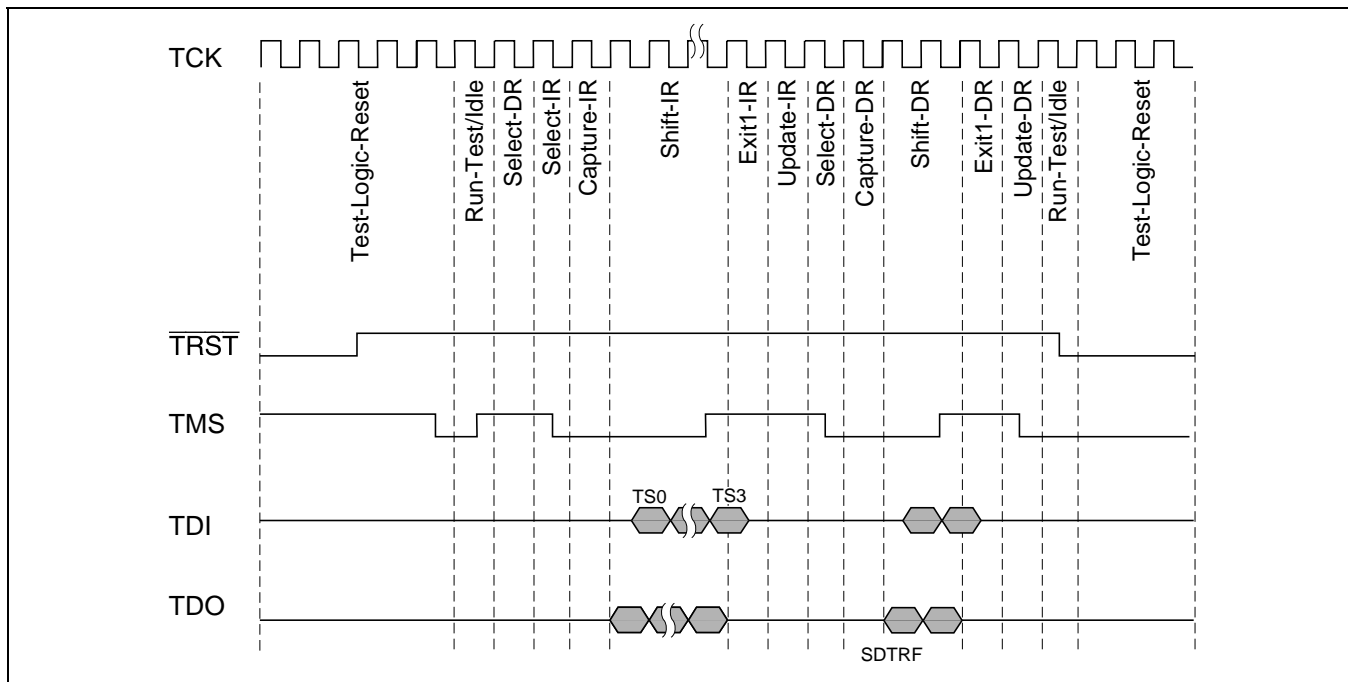 TCK
Test-Logic-Reset
Run-Test/Idle
Select-DR
Select-IR
Capture-IR
Shift-IR
Exit1-IR
Update-IR
Select-DR
Capture-DR
Shift-DR
Exit1-DR
Update-DR
Run-Test/Idle
Test-Logic-Reset
TRST
TMS
TS0
TS3
TDI
TDO
SDTRF